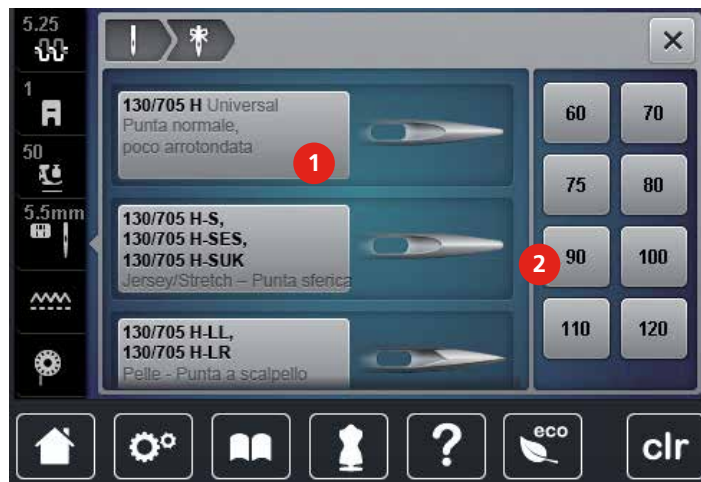 5.25
1
50
5.5mm
130/705 H Universal
Punta normale,
poco arrotondata
1
130/705 H-S,
130/705 H-SES,
130/705 H-SUK
Jersey/Stretch – Punta sferica
130/705 H-LL,
130/705 H-LR
Pelle - Punta a scalpello
2
60 70
75 80
90 100
110 120
?
eco
clr